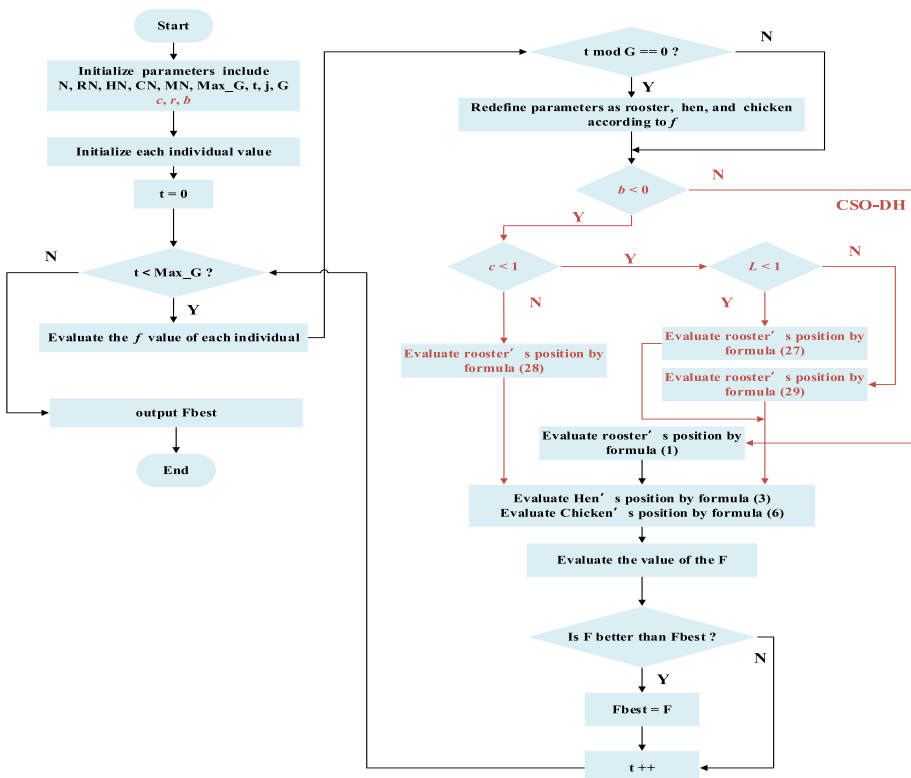 Start
Initialize parameters include
N, RN, HN, CN, MN, Max_G, t, j, G
c, r, b
Initialize each individual value
t = 0
N
t < Max_G ?
Y
Evaluate the f value of each individual
output Fbest
End
t mod G == 0 ?
N
Y
Redefine parameters as rooster, hen, and chicken
according to f
b < 0
N
CSO-DH
Y
c < 1
Y
L < 1
N
N
Y
Evaluate rooster′ s position by
formula (28)
Evaluate rooster′ s position by
formula (27)
Evaluate rooster′ s position by
formula (29)
Evaluate rooster′ s position by
formula (1)
Evaluate Hen′ s position by formula (3)
Evaluate Chicken′ s position by formula (6)
Evaluate the value of the F
Is F better than Fbest ?
N
Y
Fbest = F
t ++